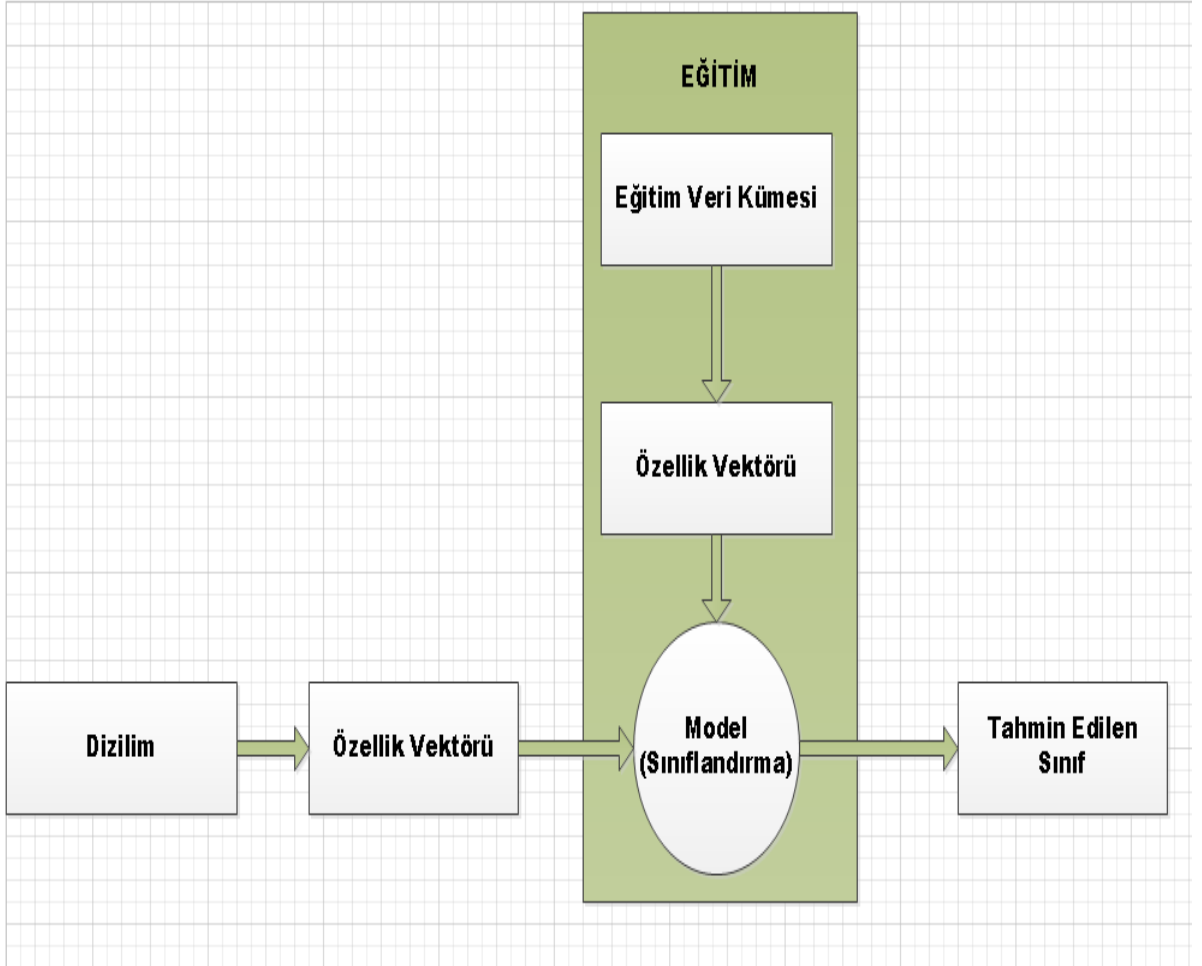 EĞİTİM
Eğitim Veri Kümesi
Özellik Vektörü
Dizilim
Özellik Vektörü
Model
(Sınıflandırma)
Tahmin Edilen
Sınıf